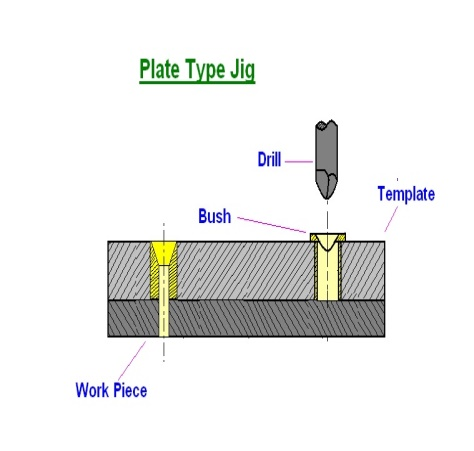 Plate Type Jig
Drill
Template
Bush
Work Piece